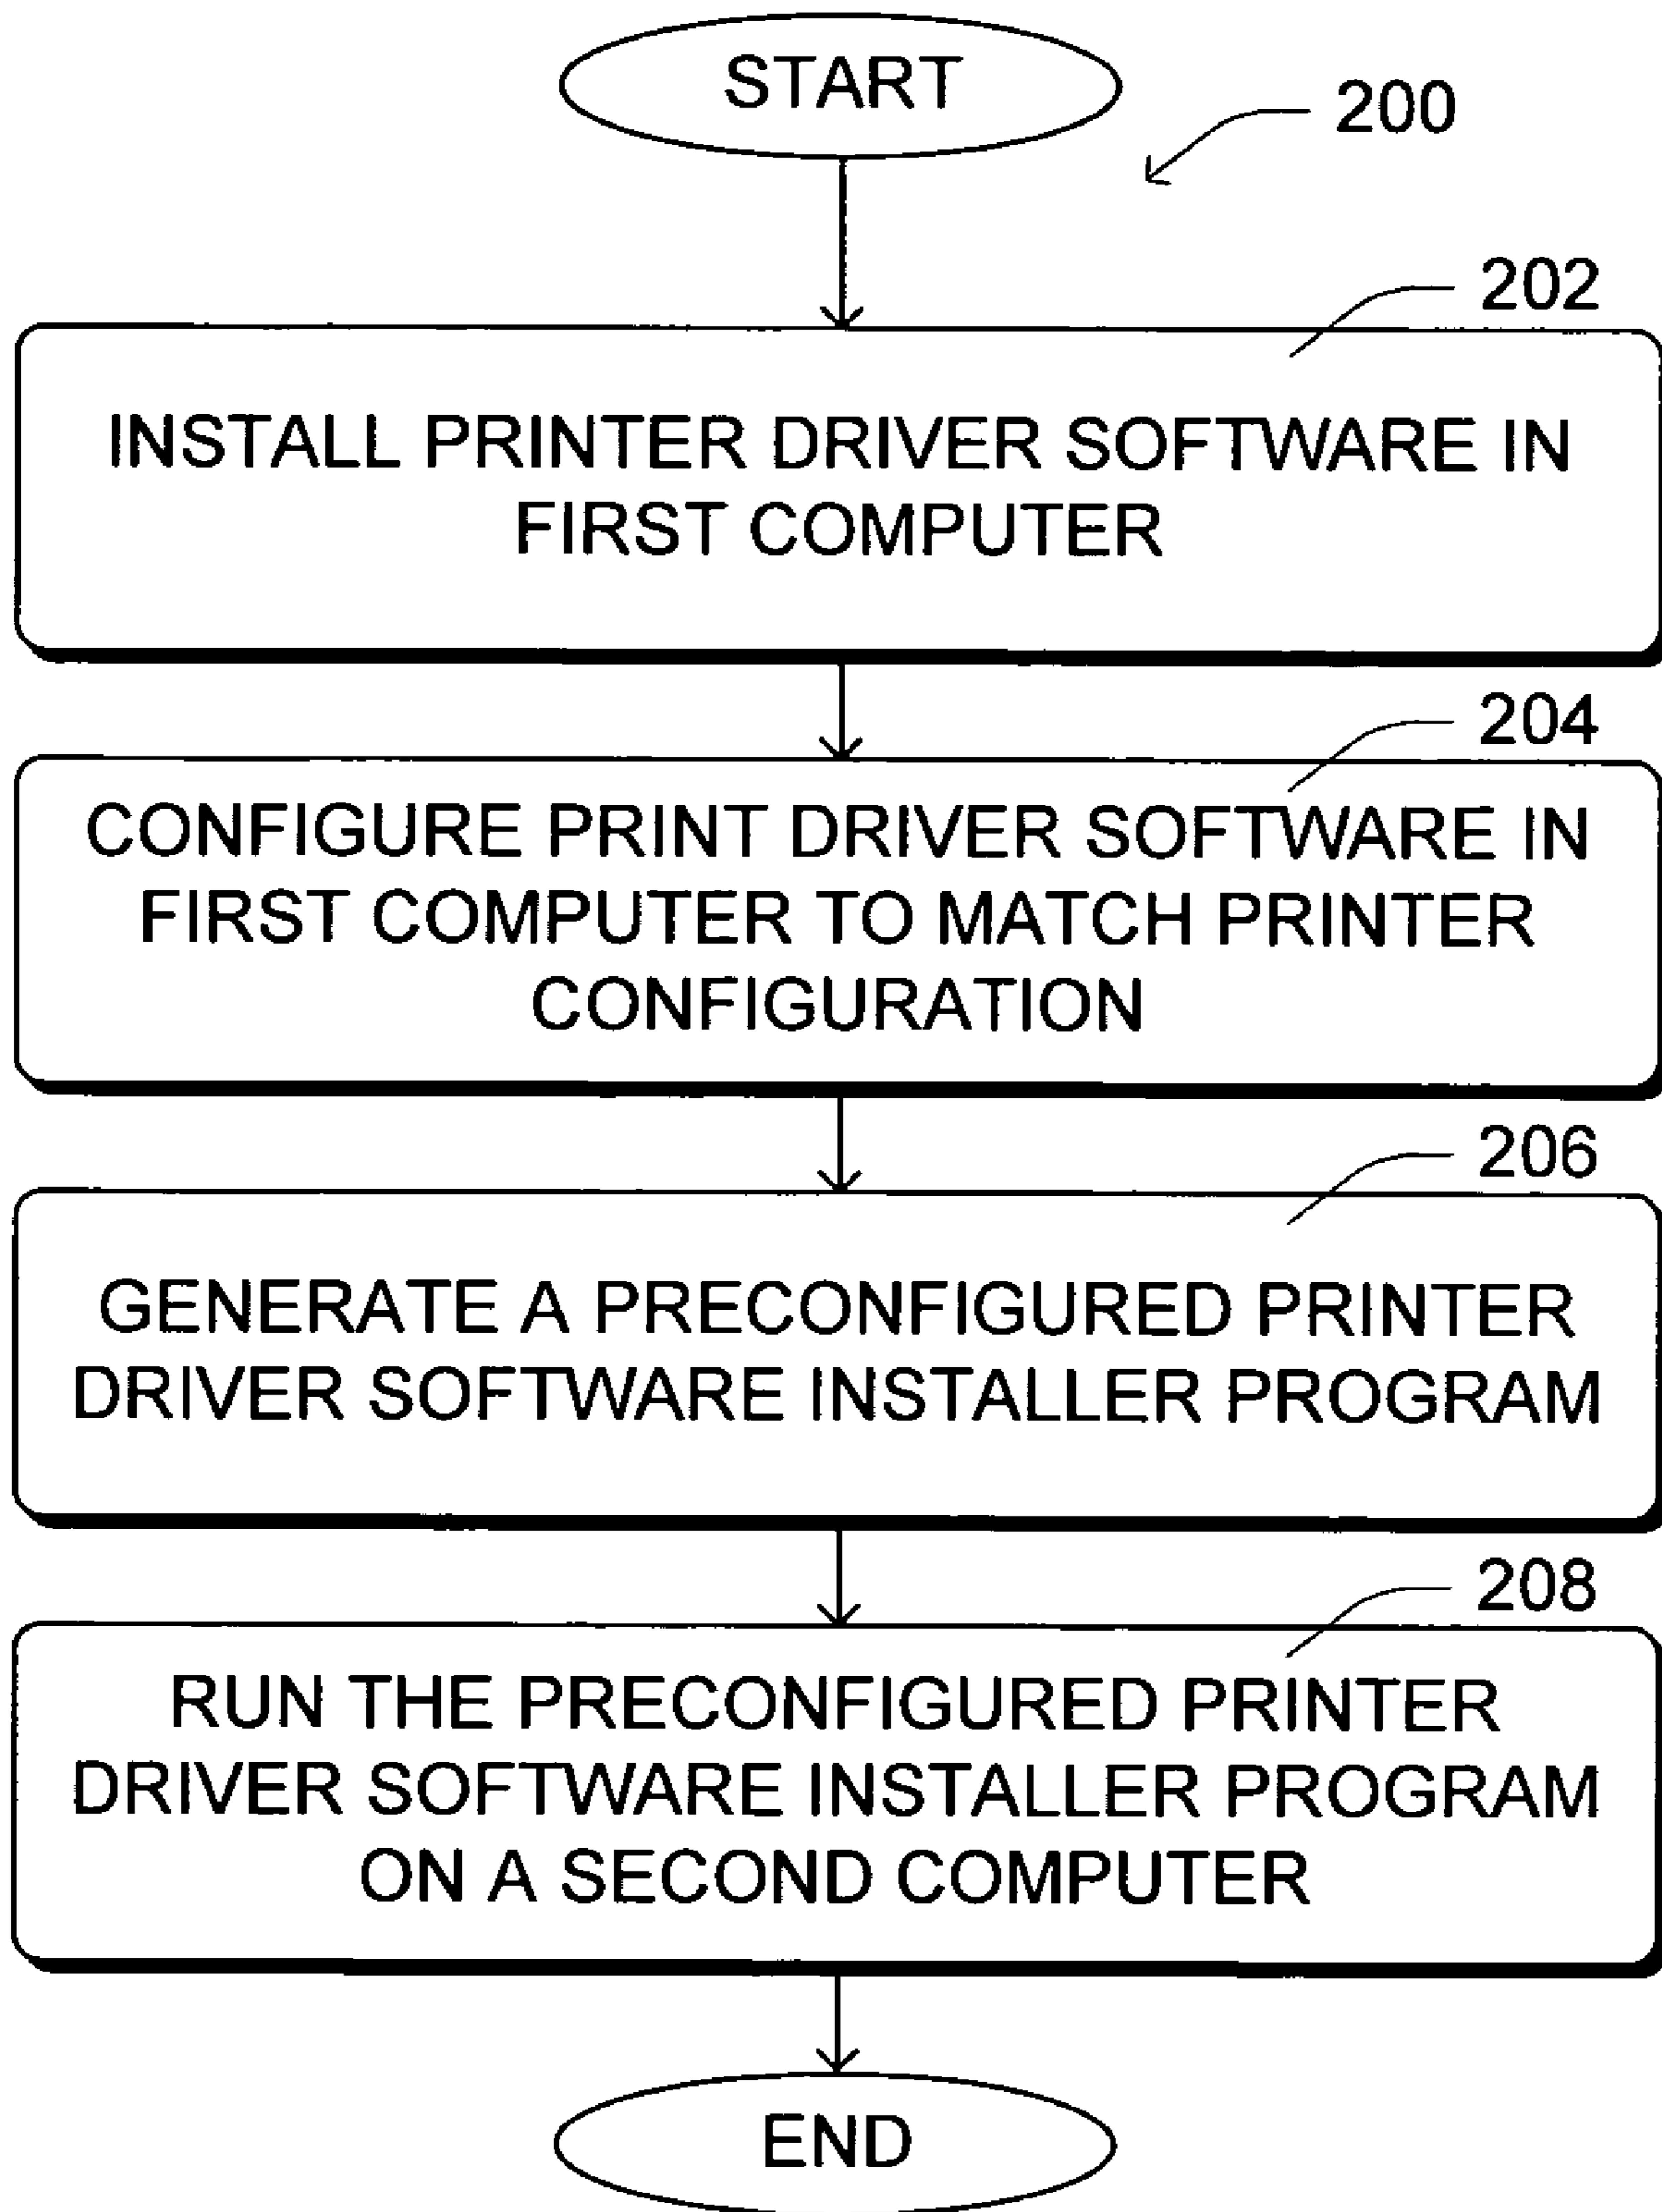 START
200
202
INSTALL PRINTER DRIVER SOFTWARE IN
FIRST COMPUTER
204
CONFIGURE PRINT DRIVER SOFTWARE IN
FIRST COMPUTER TO MATCH PRINTER
CONFIGURATION
206
GENERATE A PRECONFIGURED PRINTER
DRIVER SOFTWARE INSTALLER PROGRAM
208
RUN THE PRECONFIGURED PRINTER
DRIVER SOFTWARE INSTALLER PROGRAM
ON A SECOND COMPUTER
END